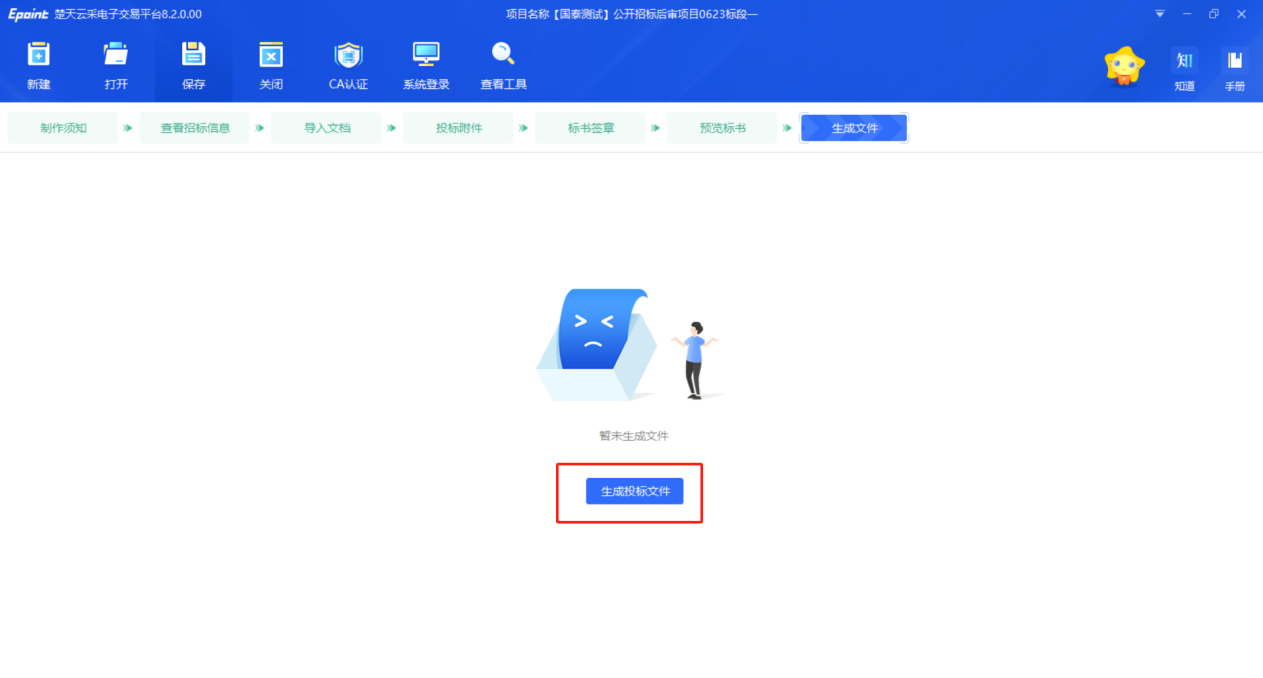 Epoint 楚天云采电子交易平台8.2.0.00
项目名称【国泰测试】公开招标后审项目0623标段一
新建
打开
保存
关闭
CA认证
系统登录
查看工具
知
知道
手册
制作须知
查看招标信息
导入文档
投标附件
标书签章
预览标书
生成文件
暂未生成文件
生成投标文件